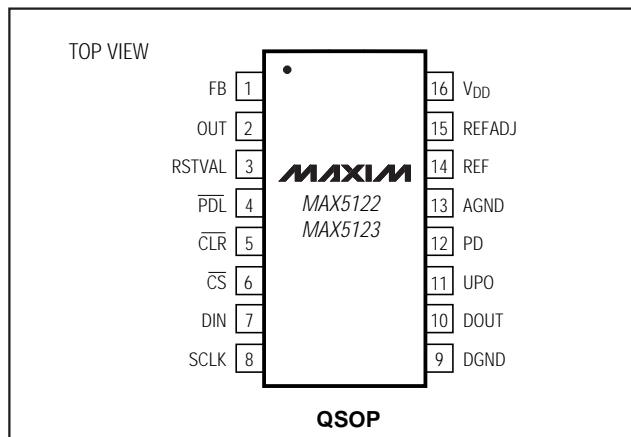 TOP VIEW
FB 1
OUT 2
RSTVAL 3
PDL 4
CLR 5
CS 6
DIN 7
SCLK 8
MAXIM
MAX5122
MAX5123
16 VDD
15 REFADJ
14 REF
13 AGND
12 PD
11 UPO
10 DOUT
9 DGND
QSOP